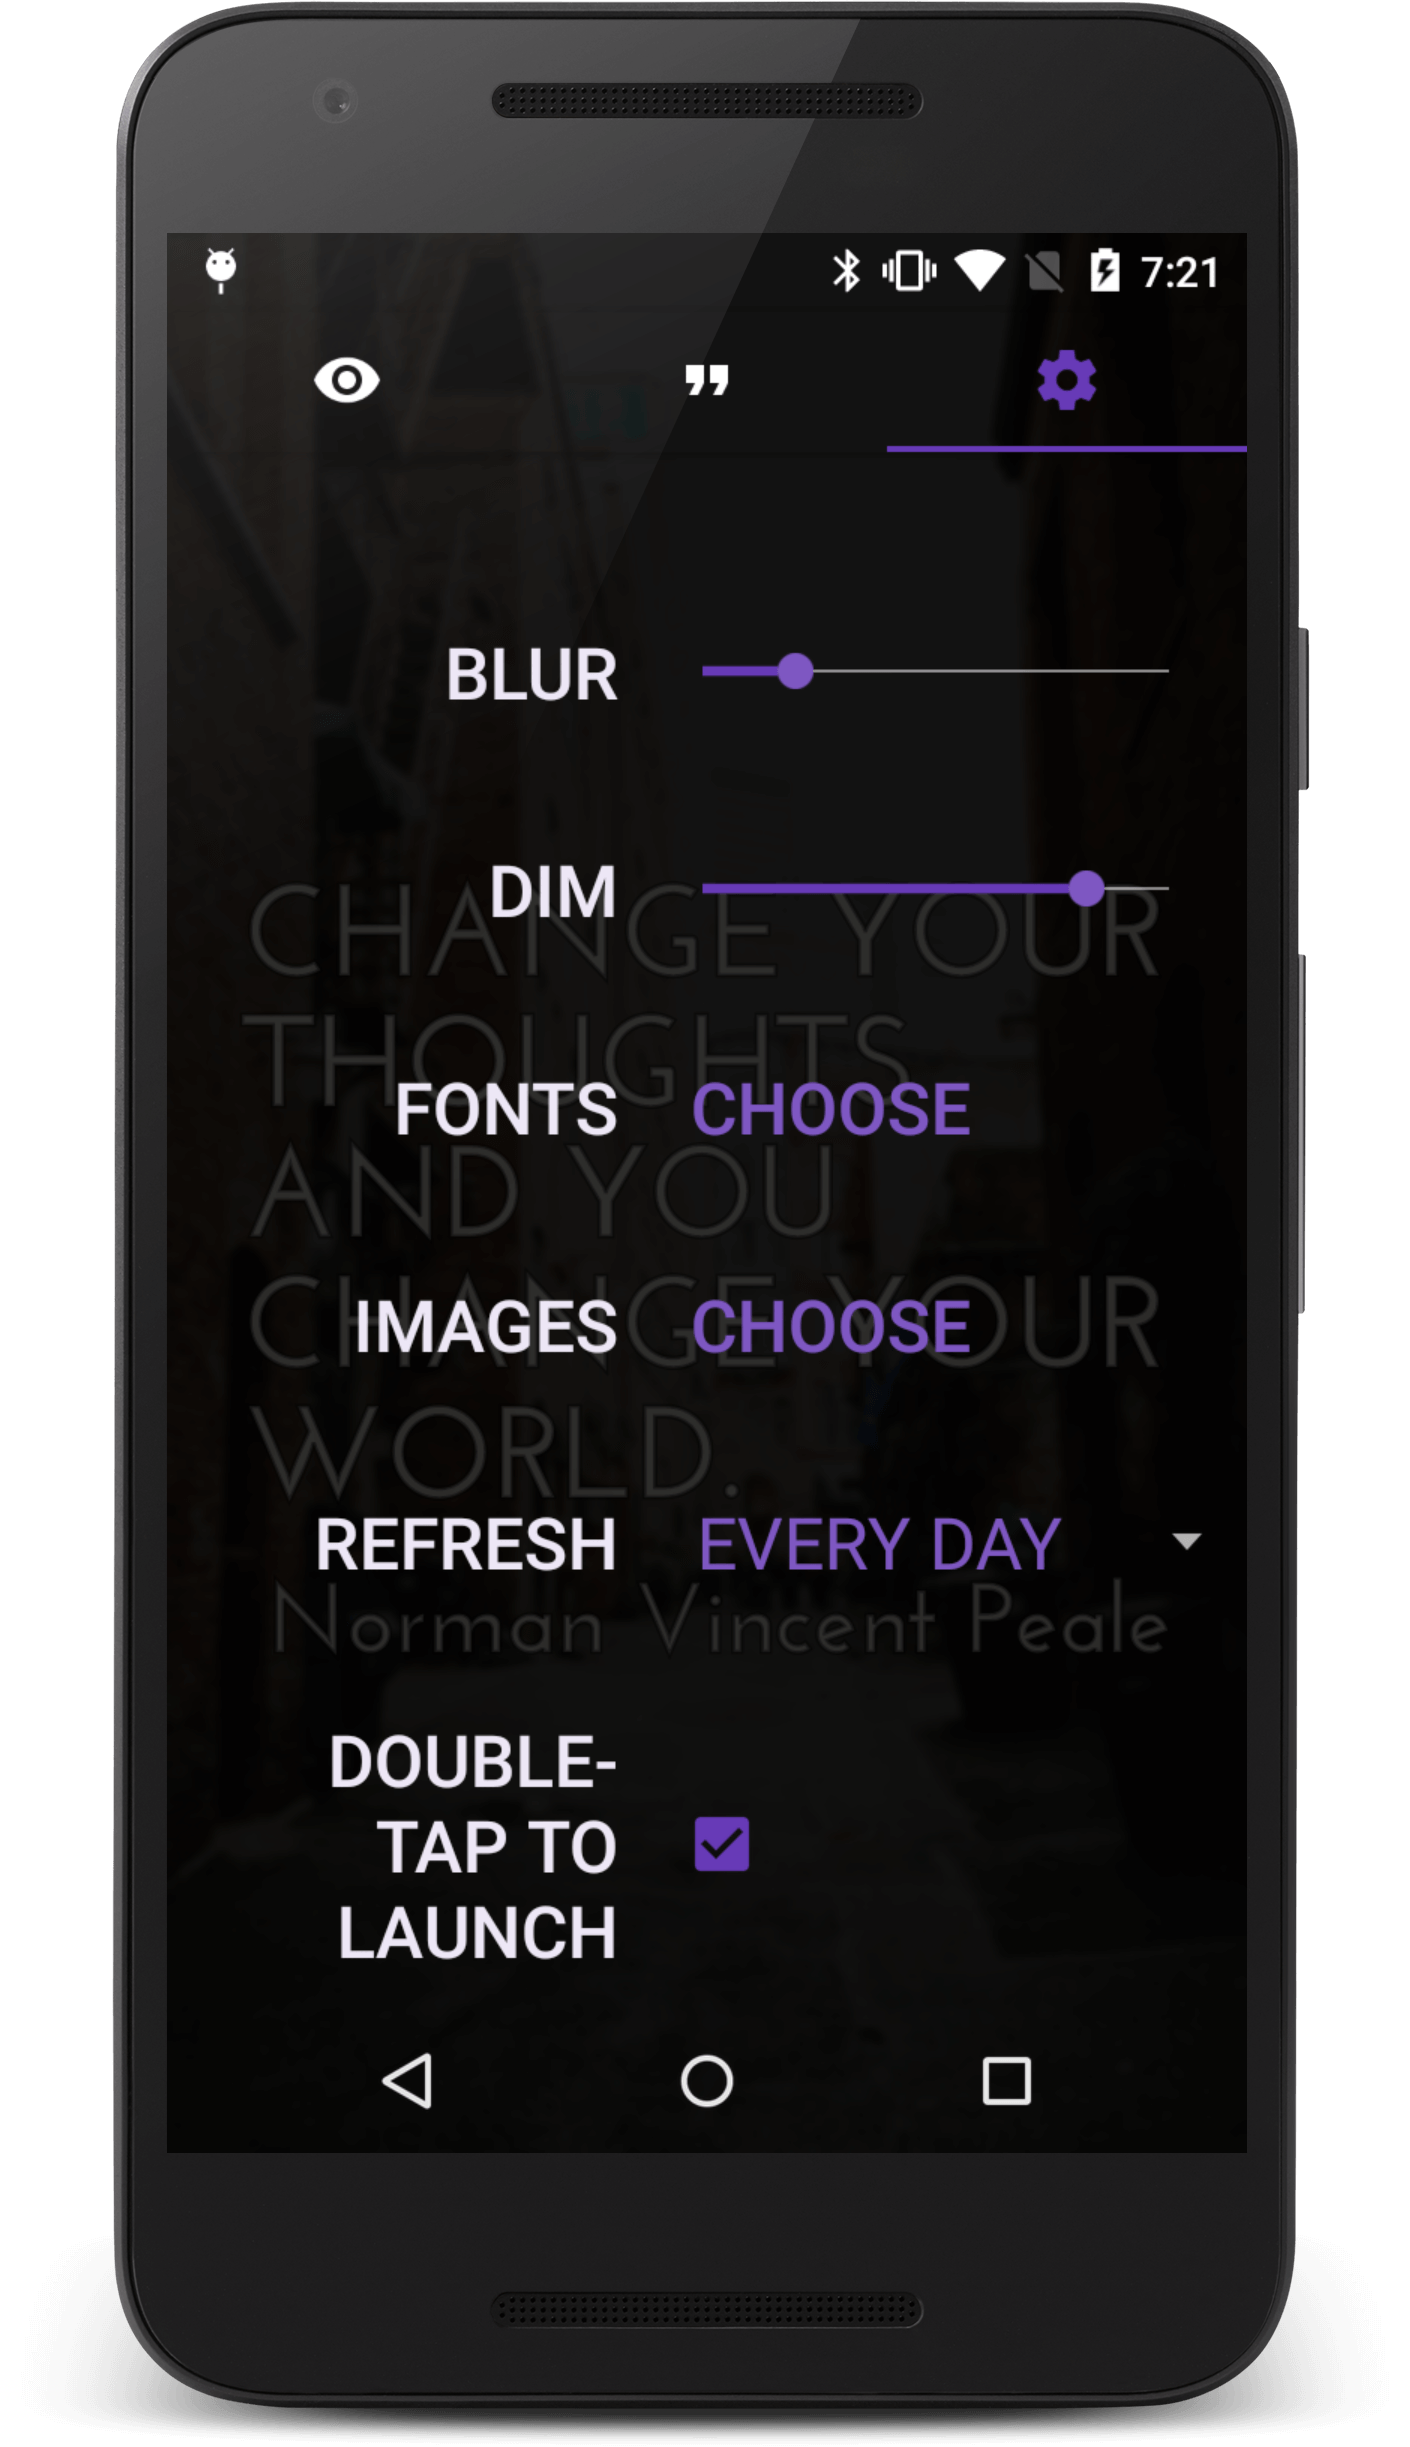 7:21
BLUR
DIM
CHANGE YOUR
THOUGHTS
FONTS CHOOSE
AND YOU
CHANGE YOUR
IMAGES CHOOSE
WORLD.
REFRESH EVERY DAY
Norman Vincent Peale
DOUBLE-
TAP TO
LAUNCH